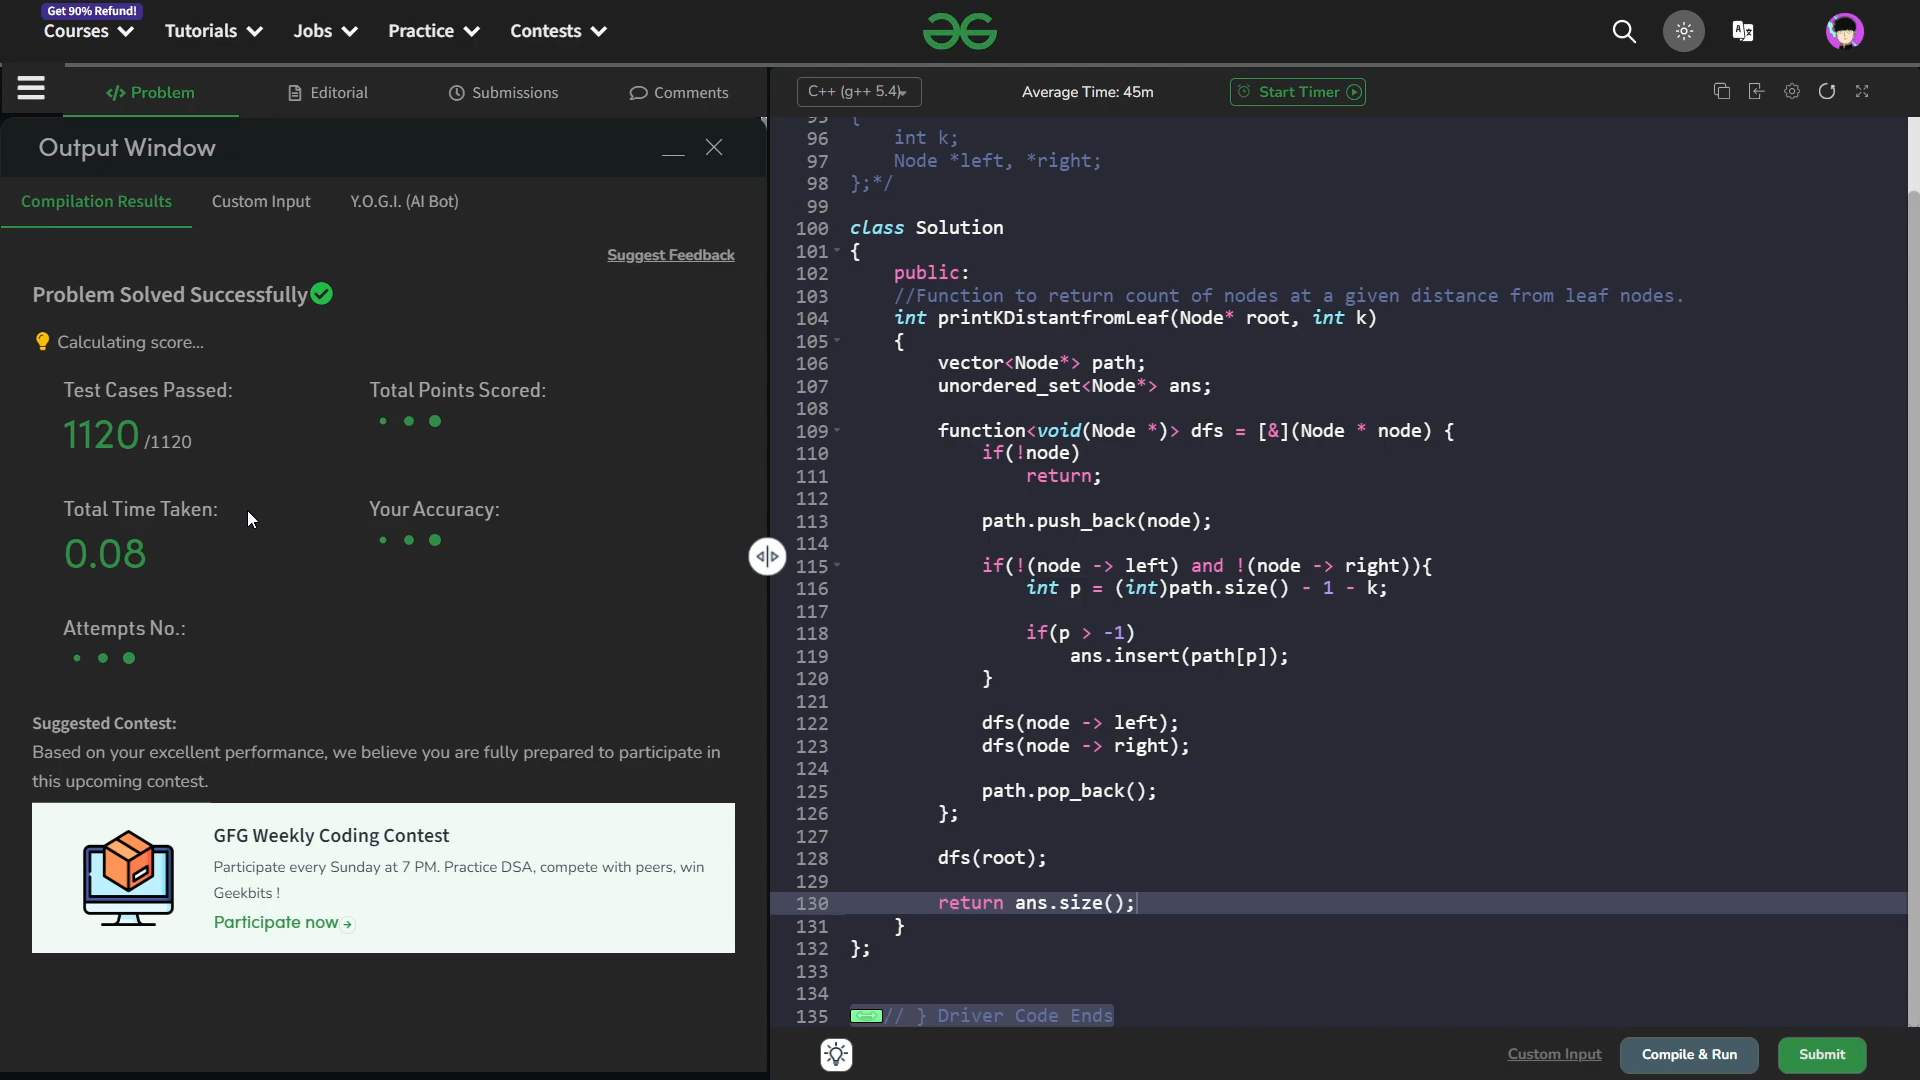 Get 90% Refund!
Courses Tutorials Jobs Practice Contests
Problem Editorial Submissions Comments
C++ (g++ 5.4) Average Time: 45m Start Timer
Output Window
Compilation Results Custom Input Y.O.G.I. (AI Bot)
Suggest Feedback
Problem Solved Successfully
Calculating score...
Test Cases Passed: Total Points Scored:
1120 /1120
Total Time Taken: Your Accuracy:
0.08
Attempts No.:
Suggested Contest:
Based on your excellent performance, we believe you are fully prepared to participate in
this upcoming contest.
GFG Weekly Coding Contest
Participate every Sunday at 7 PM. Practice DSA, compete with peers, win
Geekbits !
Participate now
95 {
96 int k;
97 Node *left, *right;
98 };*/
99
100 class Solution
101 {
102 public:
103 //Function to return count of nodes at a given distance from leaf nodes.
104 int printKDistantfromLeaf(Node* root, int k)
105 {
106 vector<Node*> path;
107 unordered_set<Node*> ans;
108
109 function<void(Node *)> dfs = [&](Node * node) {
110 if(!node)
111 return;
112
113 path.push_back(node);
114
115 if(!(node -> left) and !(node -> right)){
116 int p = (int)path.size() - 1 - k;
117
118 if(p > -1)
119 ans.insert(path[p]);
120 }
121
122 dfs(node -> left);
123 dfs(node -> right);
124
125 path.pop_back();
126 };
127
128 dfs(root);
129
130 return ans.size();
131 }
132 };
133
134
135 // } Driver Code Ends
Custom Input Compile & Run Submit